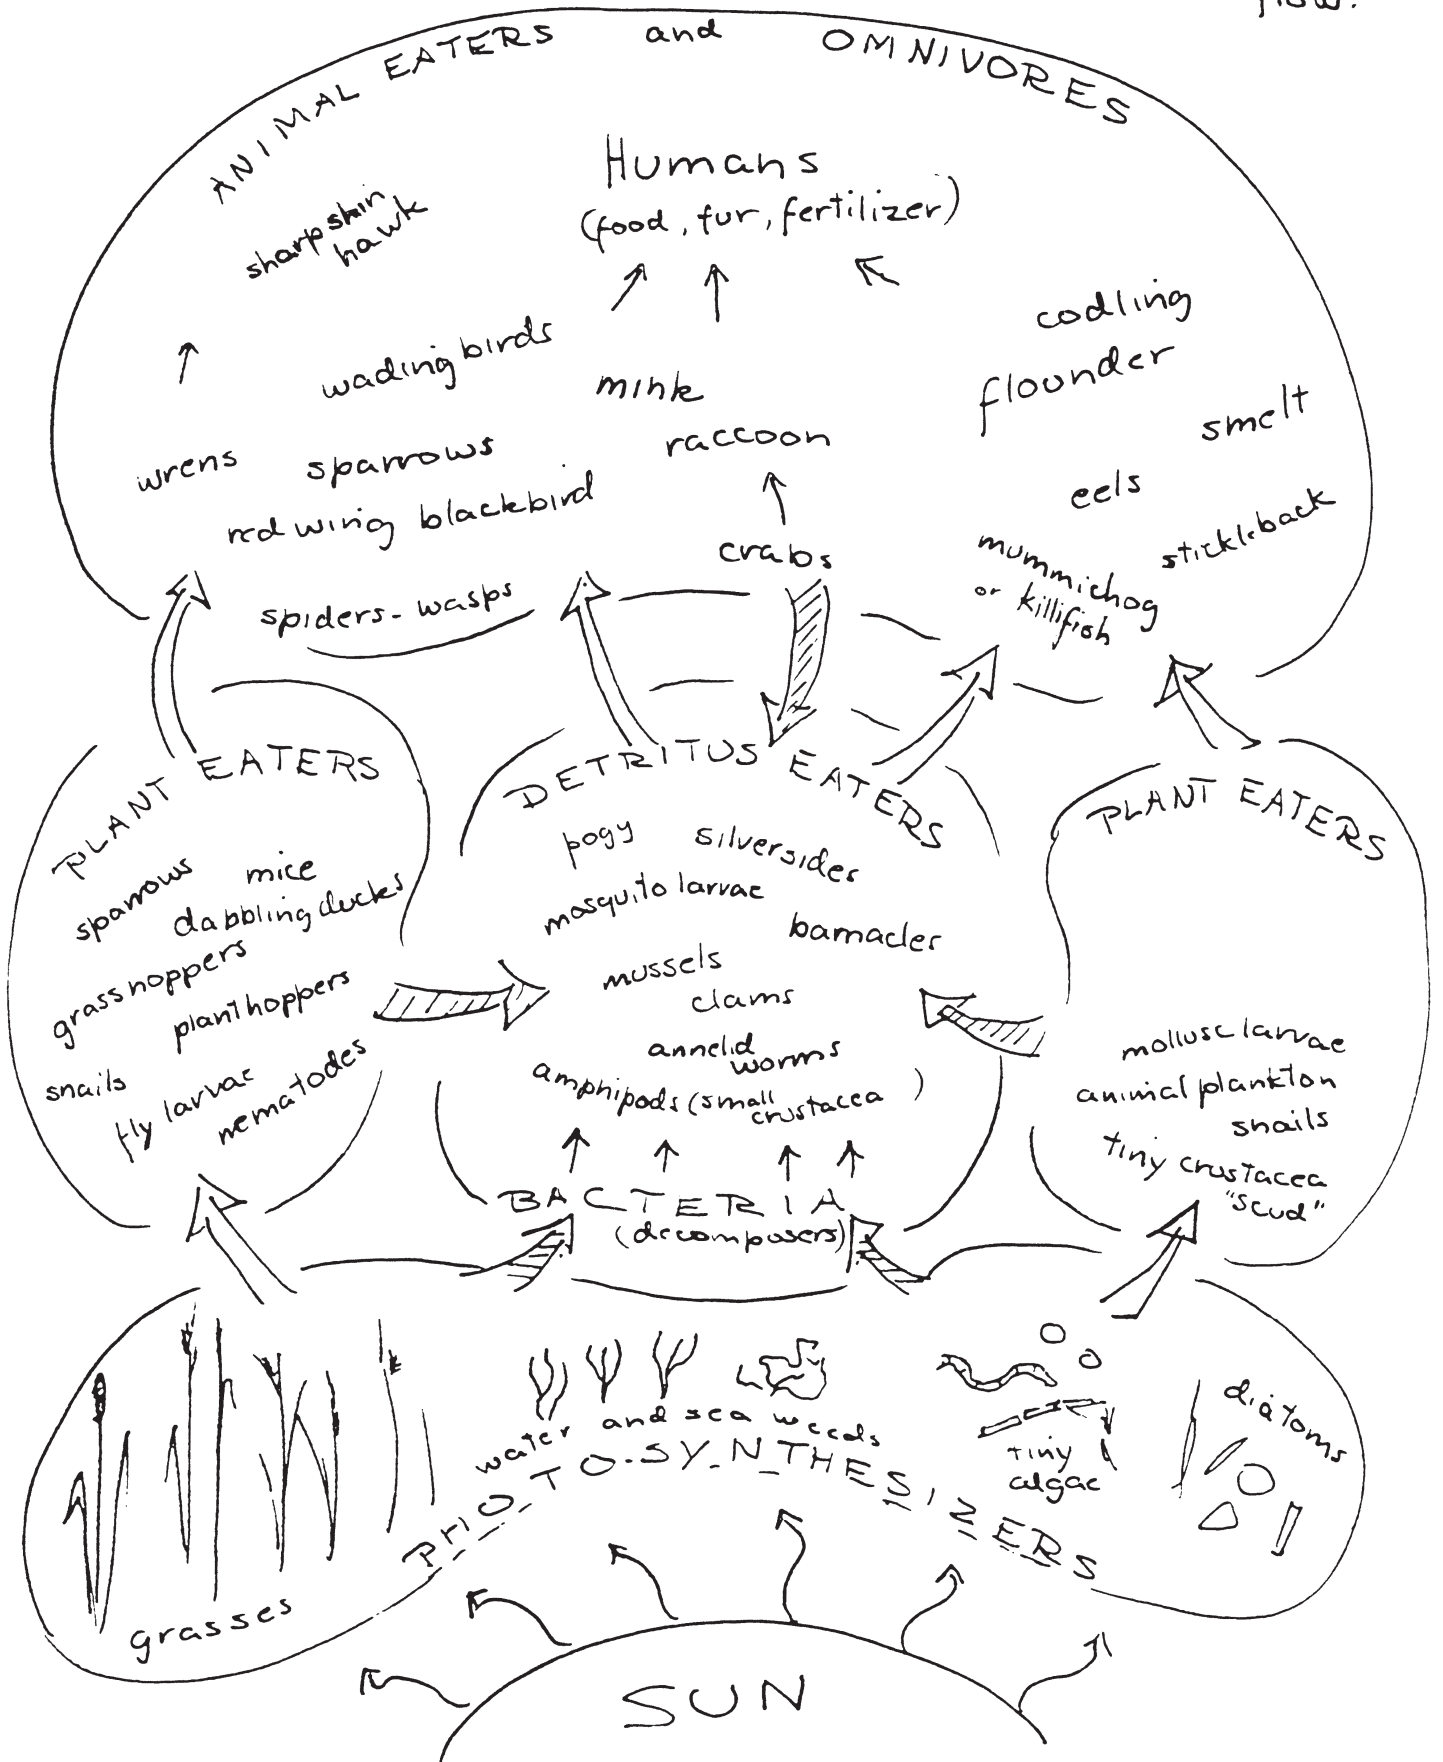 flow.
ANIMAL EATERS and OMNIVORES
Humans
(food, fur, fertilizer)
sharpskin
hawk
codling
wading birds
flounder
mink
smelt
raccoon
wrens
sparrows
red wing blackbird
eels
stickleback
crabs
mummichog
or killifish
spiders - wasps
PLANT EATERS
sparrows
mice
dabbling ducks
grasshoppers
planthoppers
snails
fly larvae
nematodes
DETRITUS EATERS
pogy
silversides
mosquito larvae
barnacles
mussels
clams
annelid
worms
amphipods (small
crustacea )
BACTERIA
(decomposers)
PLANT EATERS
mollusc larvae
animal plankton
snails
tiny crustacea
"scud"
water and sea weeds
tiny
algae
diatoms
grasses
PHOTO-SYNTHESIZERS
SUN